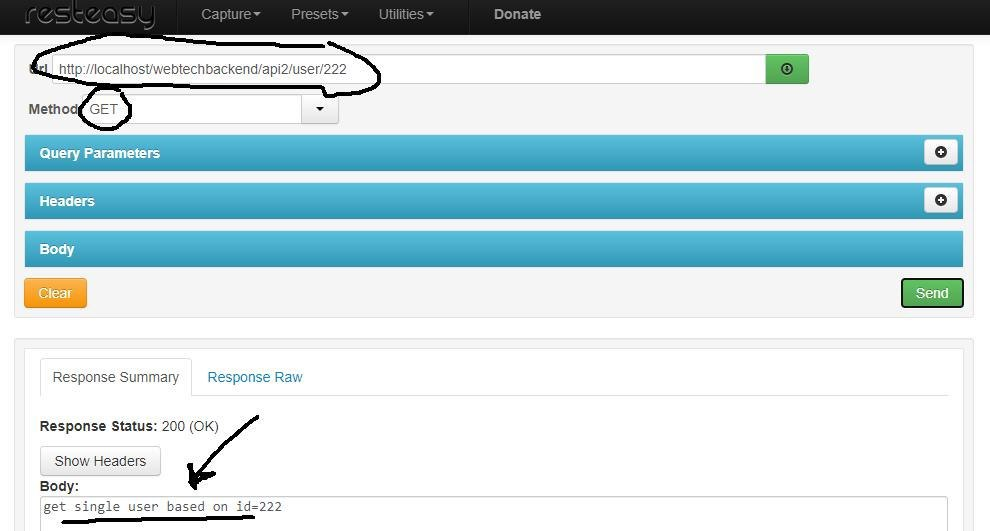 resteasy Capture Presets Utilities Donate
Url http://localhost/webtechbackend/api2/user/222
Method GET
Query Parameters
Headers
Body
Clear Send
Response Summary Response Raw
Response Status: 200 (OK)
Show Headers
Body:
get single user based on id=222